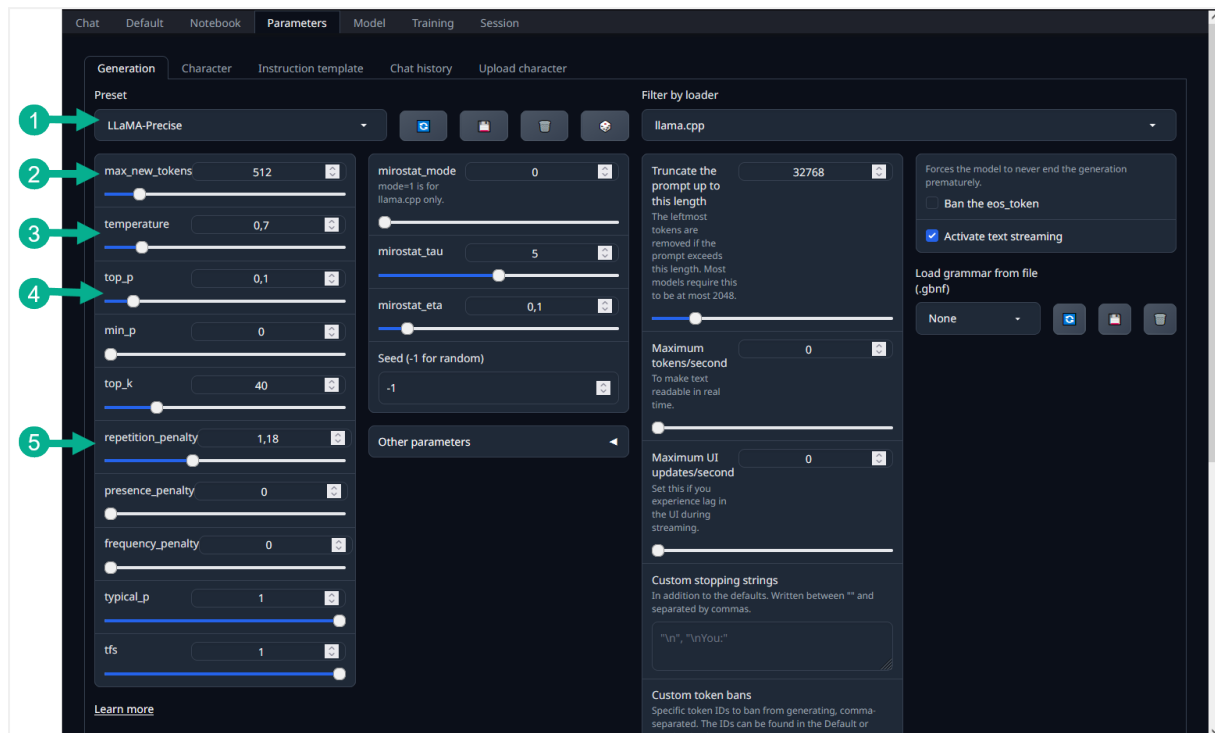 Chat Default Notebook Parameters Model Training Session
Generation Character Instruction template Chat history Upload character
Preset
1
LLaMA-Precise
2
max_new_tokens 512
3
temperature 0,7
4
top_p 0,1
min_p 0
top_k 40
5
repetition_penalty 1,18
presence_penalty 0
frequency_penalty 0
typical_p 1
tfs 1
Learn more
mirostat_mode 0
mode=1 is for
llama.cpp only.
mirostat_tau 5
mirostat_eta 0,1
Seed (-1 for random)
-1
Other parameters
Filter by loader
llama.cpp
Truncate the 32768
prompt up to
this length
The leftmost
tokens are
removed if the
prompt exceeds
this length. Most
models require this
to be at most 2048.
Maximum 0
tokens/second
To make text
readable in real
time.
Maximum UI 0
updates/second
Set this if you
experience lag in
the UI during
streaming.
Custom stopping strings
In addition to the defaults. Written between "" and
separated by commas.
"\n", "\nYou:"
Custom token bans
Specific token IDs to ban from generating, comma-
separated. The IDs can be found in the Default or
Forces the model to never end the generation
prematurely.
Ban the eos_token
Activate text streaming
Load grammar from file
(.gbnf)
None